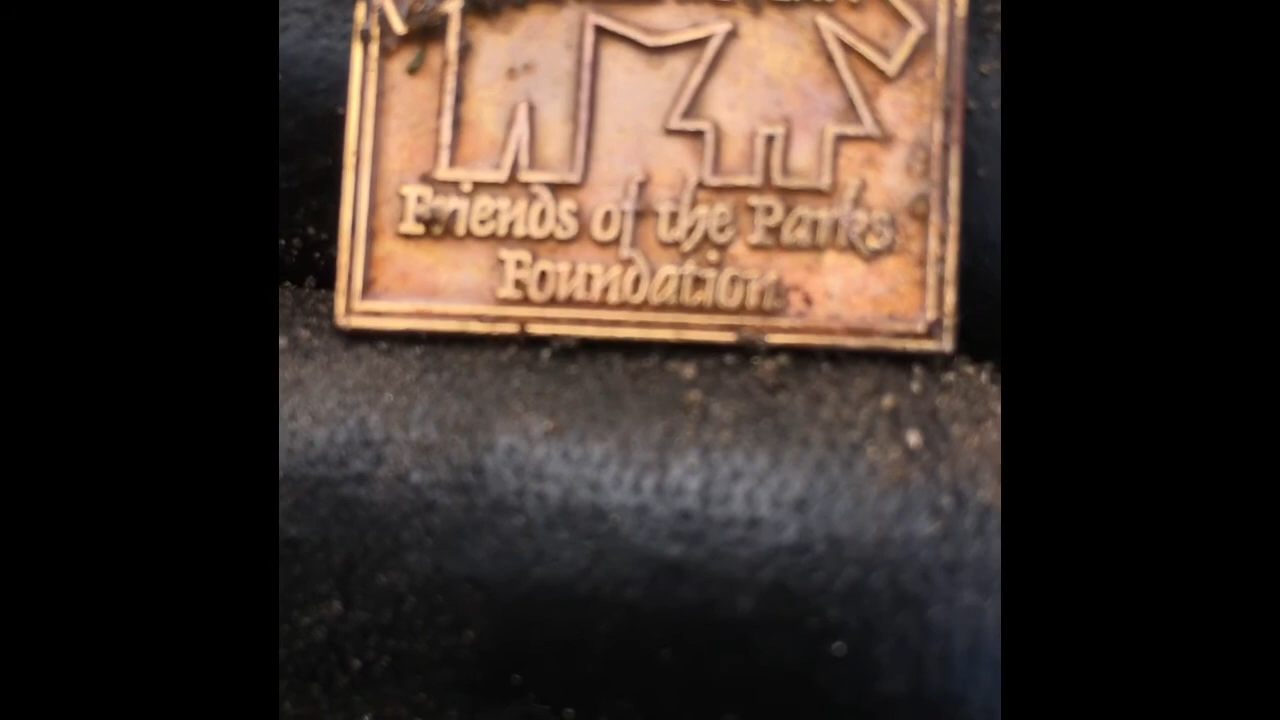 Friends of the Parks
Foundation